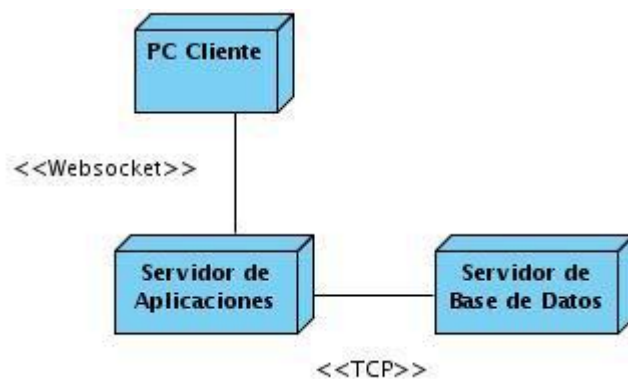 PC Cliente
<<Websocket>>
Servidor de
Aplicaciones
Servidor de
Base de Datos
<<TCP>>